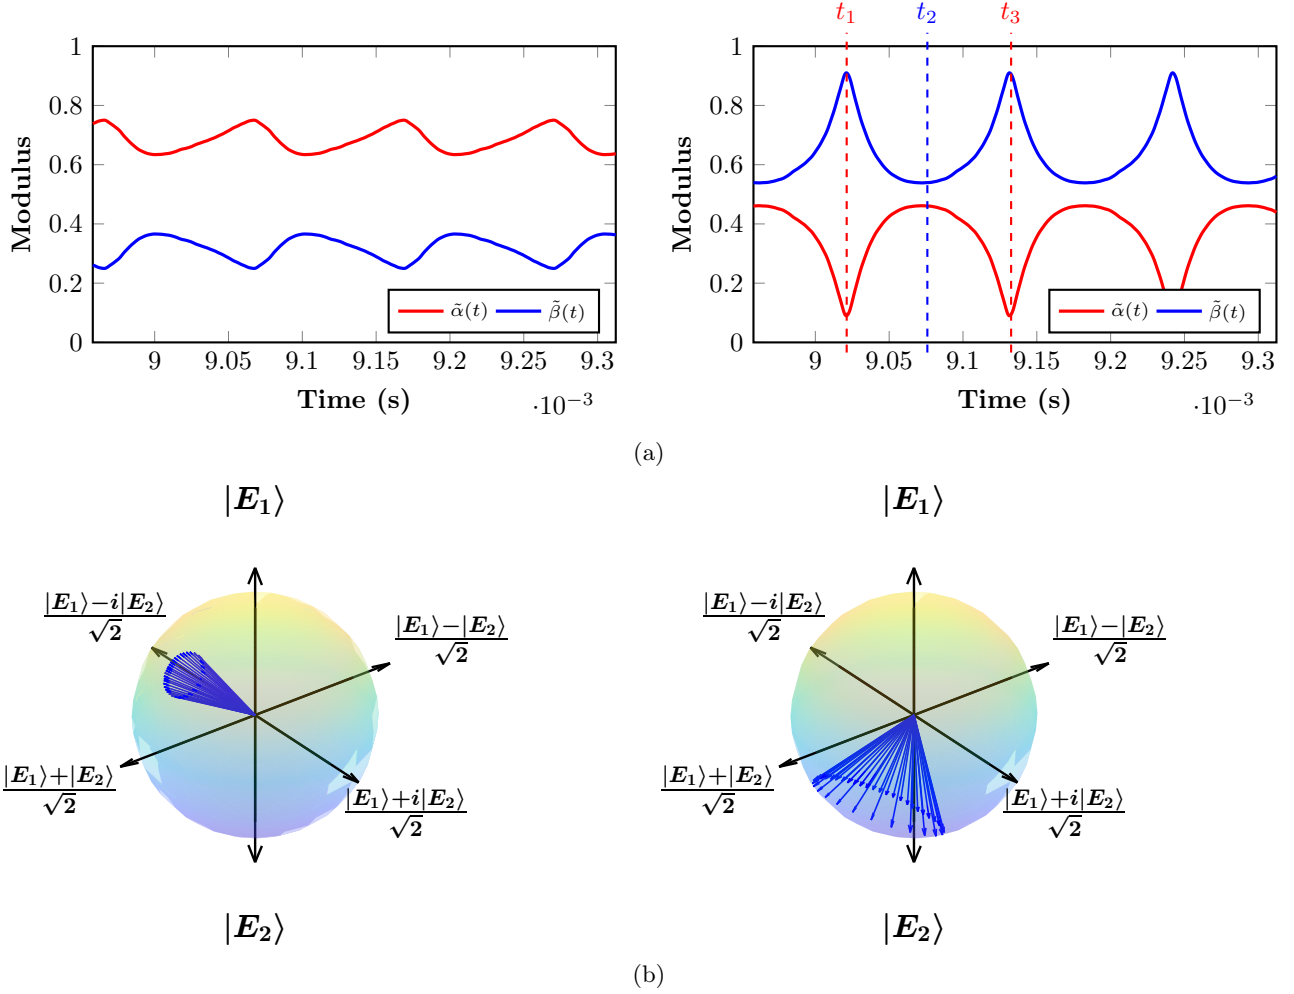 t₁ t₂ t₃
1 1
0.8 0.8
0.6 0.6
0.4 0.4
0.2 0.2
0 0
Modulus Modulus
α̃(t) β̃(t) α̃(t) β̃(t)
9 9.05 9.1 9.15 9.2 9.25 9.3 9 9.05 9.1 9.15 9.2 9.25 9.3
Time (s) ·10⁻³ Time (s) ·10⁻³
(a)
|E₁⟩ |E₁⟩
|E₁⟩−i|E₂⟩/√2 |E₁⟩−|E₂⟩/√2 |E₁⟩−i|E₂⟩/√2 |E₁⟩−|E₂⟩/√2
|E₁⟩+|E₂⟩/√2 |E₁⟩+i|E₂⟩/√2 |E₁⟩+|E₂⟩/√2 |E₁⟩+i|E₂⟩/√2
|E₂⟩ |E₂⟩
(b)